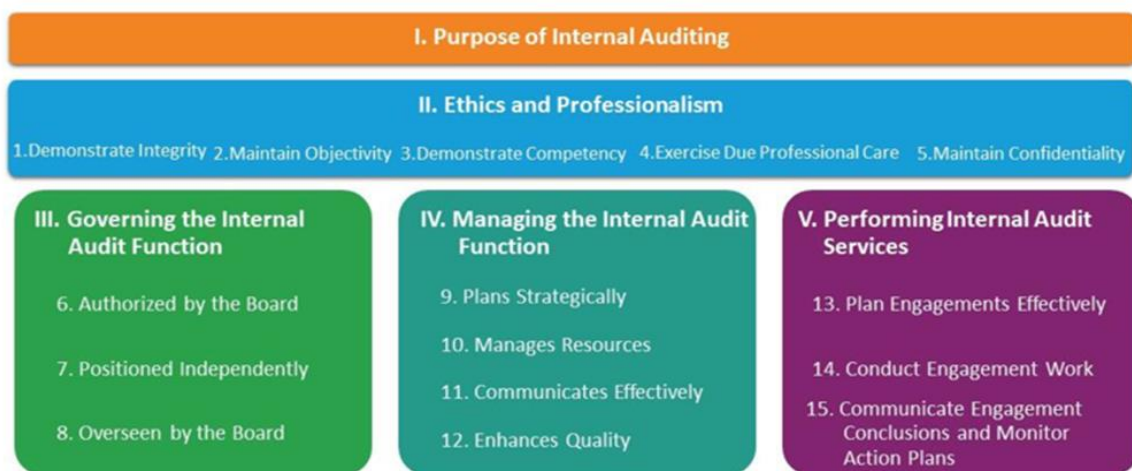 I. Purpose of Internal Auditing
II. Ethics and Professionalism
1.Demonstrate Integrity 2.Maintain Objectivity 3.Demonstrate Competency 4.Exercise Due Professional Care 5.Maintain Confidentiality
III. Governing the Internal
Audit Function
6. Authorized by the Board
7. Positioned Independently
8. Overseen by the Board
IV. Managing the Internal Audit
Function
9. Plans Strategically
10. Manages Resources
11. Communicates Effectively
12. Enhances Quality
V. Performing Internal Audit
Services
13. Plan Engagements Effectively
14. Conduct Engagement Work
15. Communicate Engagement
Conclusions and Monitor
Action Plans